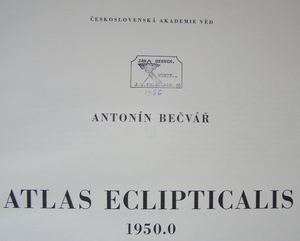 ČESKOSLOVENSKÁ AKADEMIE VĚD
ANTONÍN BEČVÁŘ
ATLAS ECLIPTICALIS
1950.0